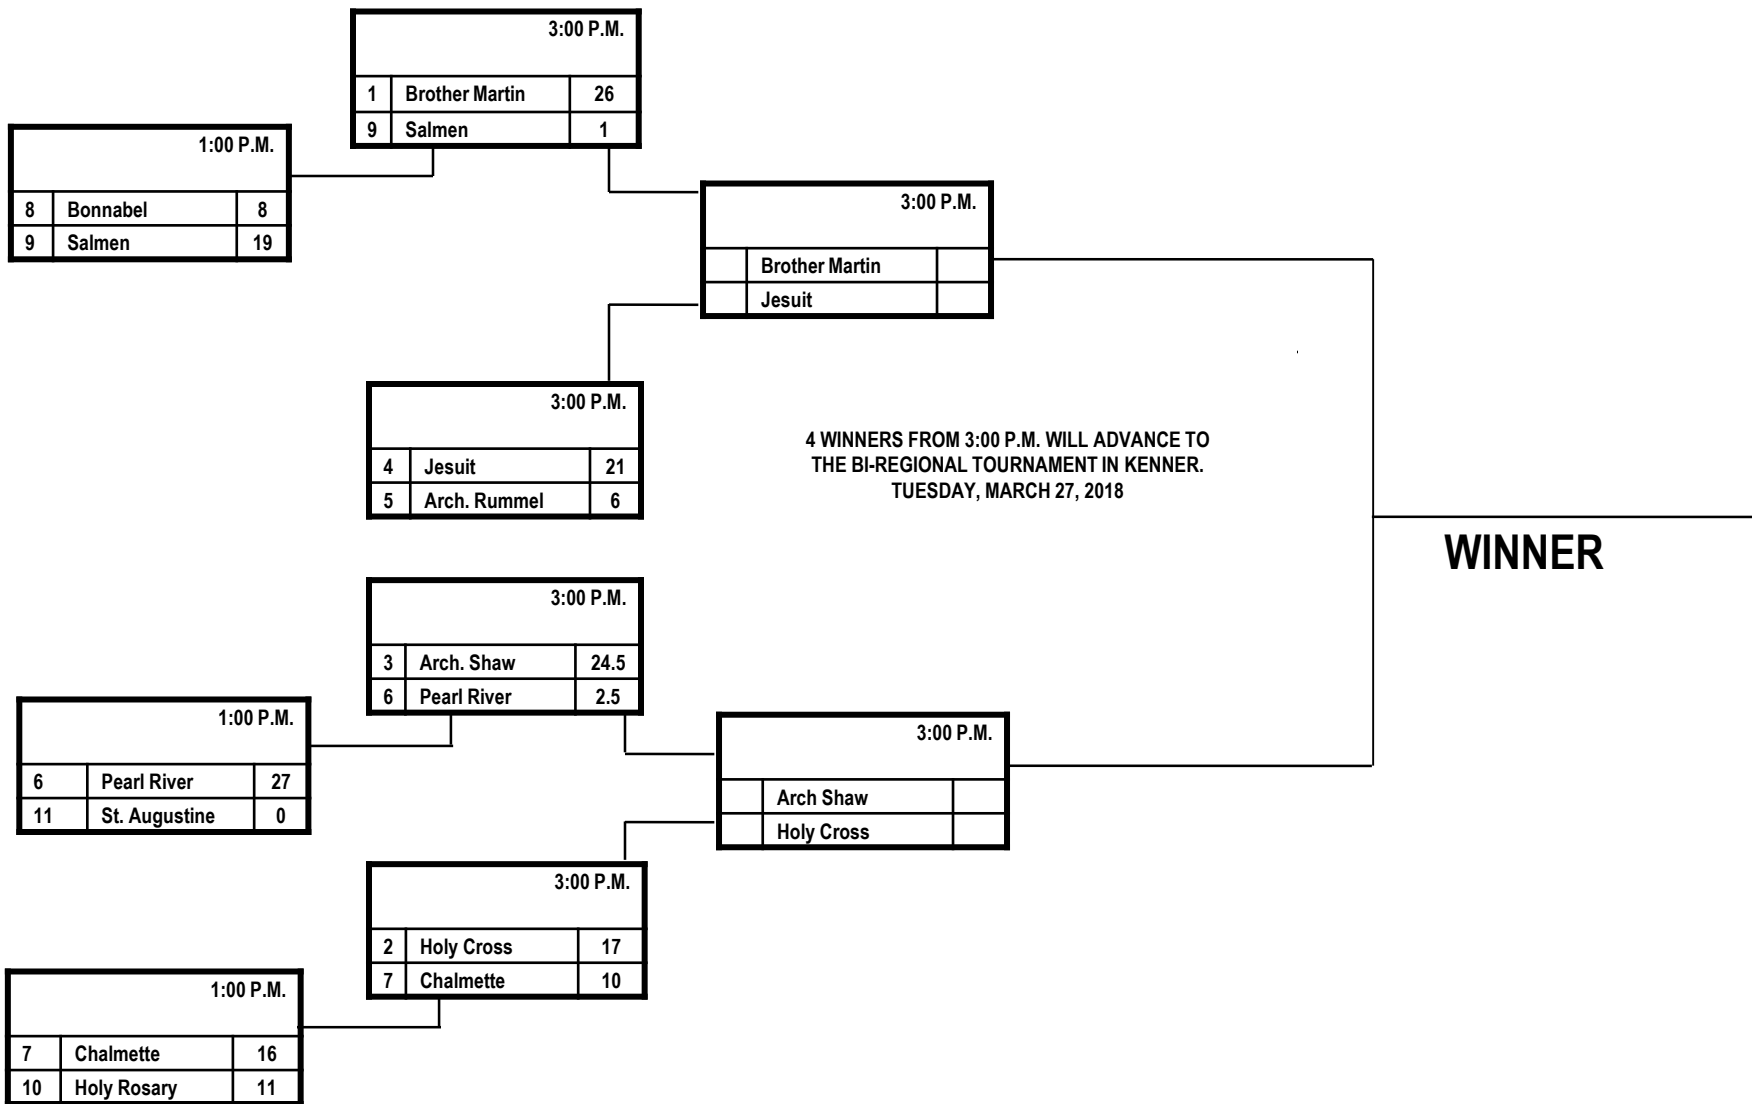 3:00 P.M.
1 Brother Martin 26
9 Salmen 1
1:00 P.M.
8 Bonnabel 8
9 Salmen 19
3:00 P.M.
Brother Martin
Jesuit
3:00 P.M.
4 Jesuit 21
5 Arch. Rummel 6
4 WINNERS FROM 3:00 P.M. WILL ADVANCE TO
THE BI-REGIONAL TOURNAMENT IN KENNER.
TUESDAY, MARCH 27, 2018
WINNER
3:00 P.M.
3 Arch. Shaw 24.5
6 Pearl River 2.5
1:00 P.M.
6 Pearl River 27
11 St. Augustine 0
3:00 P.M.
Arch Shaw
Holy Cross
3:00 P.M.
2 Holy Cross 17
7 Chalmette 10
1:00 P.M.
7 Chalmette 16
10 Holy Rosary 11